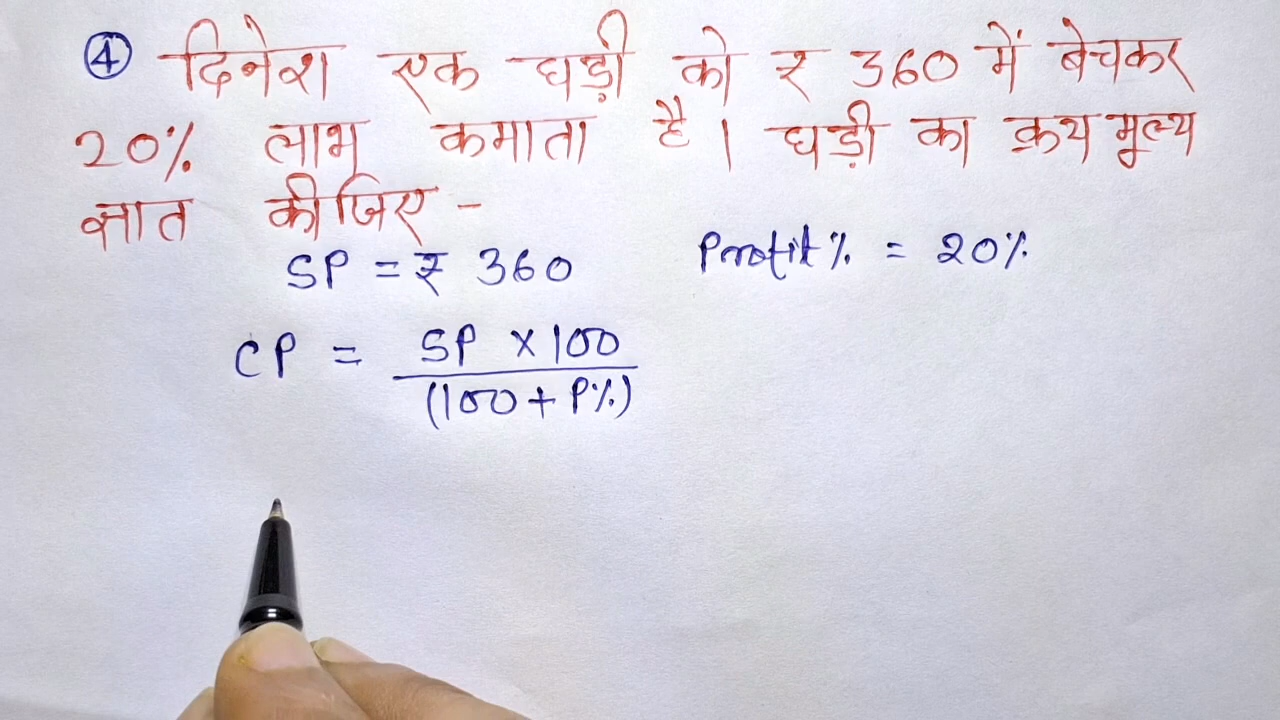 ④ दिनेश एक घड़ी को ₹ 360 में बेचकर
20% लाभ कमाता है । घड़ी का क्रय मूल्य
ज्ञात कीजिए -
SP = ₹ 360 Profit % = 20%
CP = SP × 100
(100 + P%)